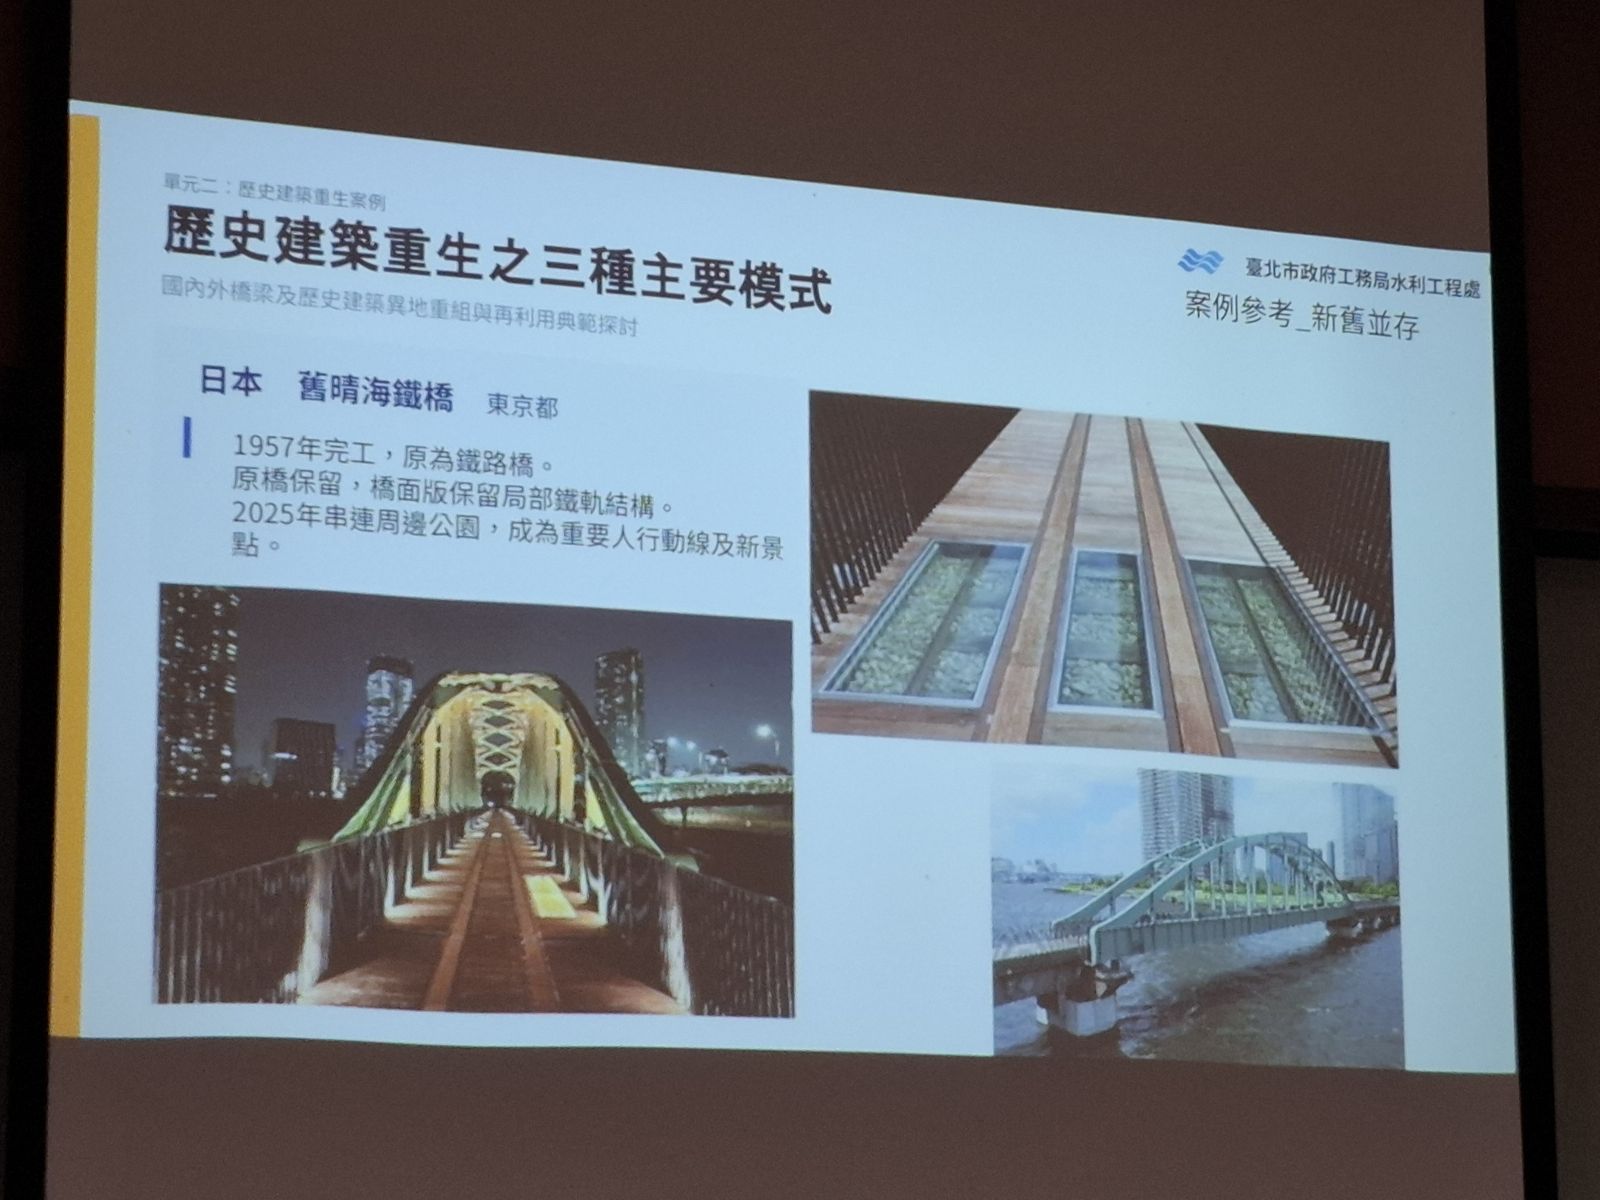 單元二：歷史建築重生案例
歷史建築重生之三種主要模式
國內外橋梁及歷史建築異地重組與再利用典範探討
臺北市政府工務局水利工程處
案例參考_新舊並存
日本　舊晴海鐵橋　東京都
1957年完工，原為鐵路橋。
原橋保留，橋面版保留局部鐵軌結構。
2025年串連周邊公園，成為重要人行動線及新景
點。